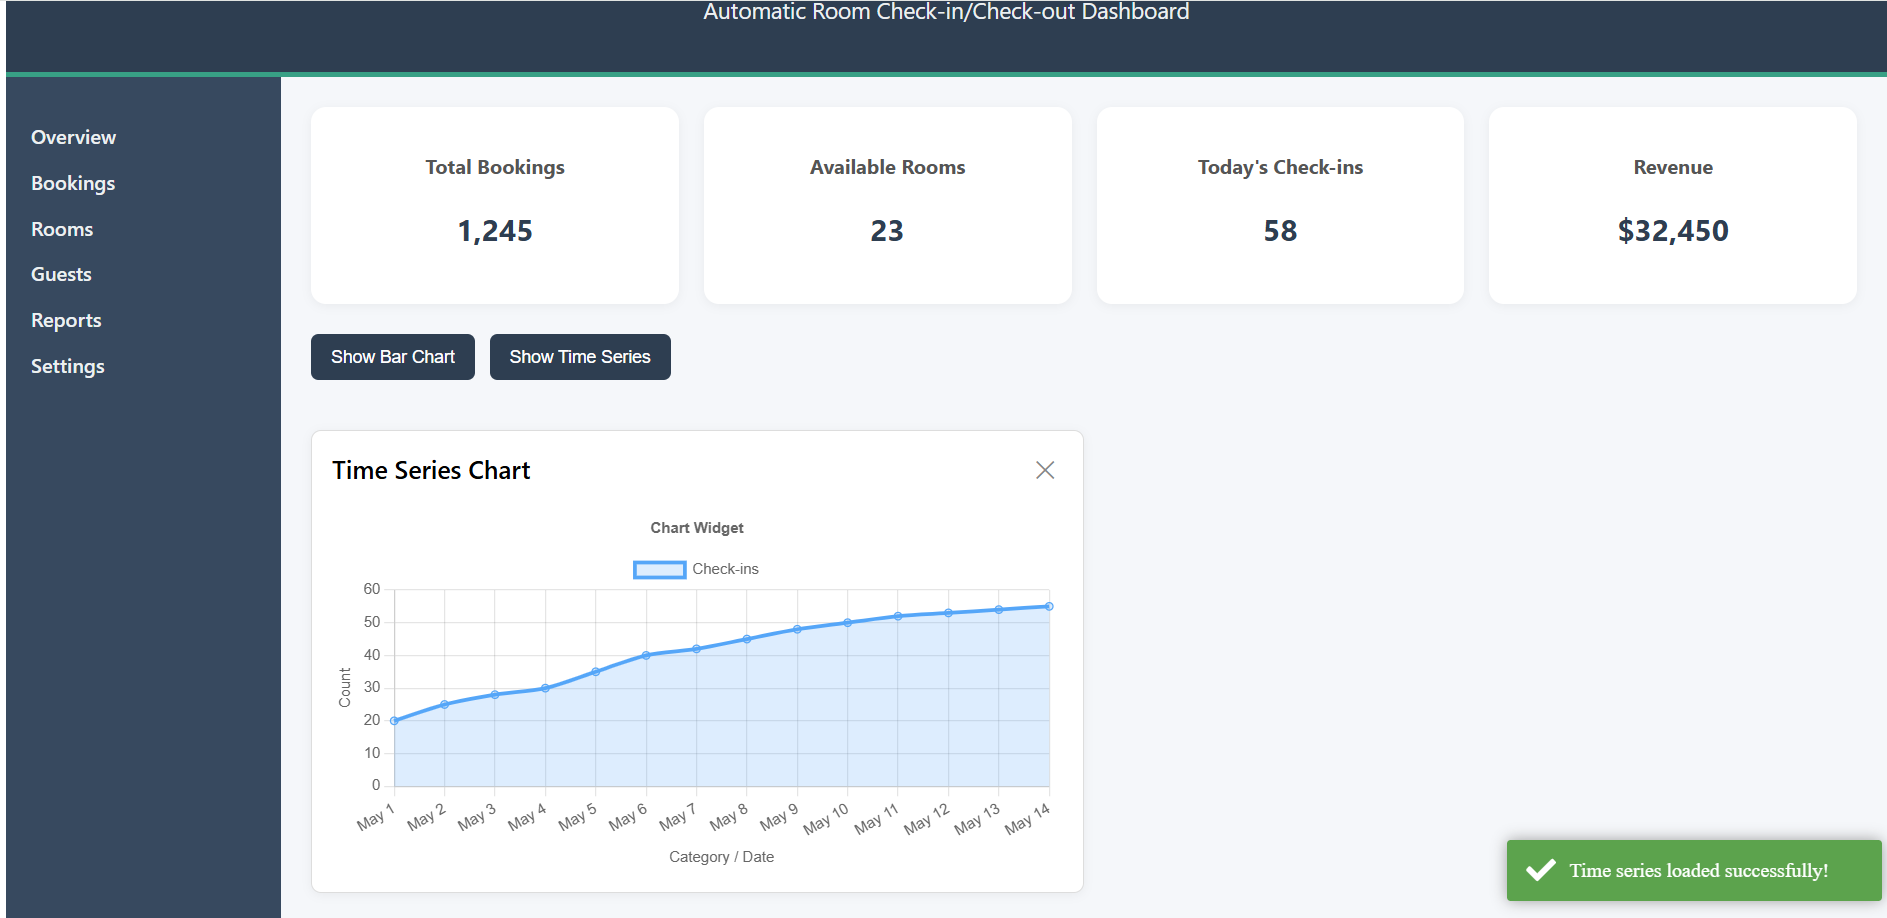 Automatic Room Check-in/Check-out Dashboard
Overview
Bookings
Rooms
Guests
Reports
Settings
Total Bookings
1,245
Available Rooms
23
Today's Check-ins
58
Revenue
$32,450
Show Bar Chart
Show Time Series
Time Series Chart
Chart Widget
Check-ins
Count
60
50
40
30
20
10
0
May 1
May 2
May 3
May 4
May 5
May 6
May 7
May 8
May 9
May 10
May 11
May 12
May 13
May 14
Category / Date
Time series loaded successfully!